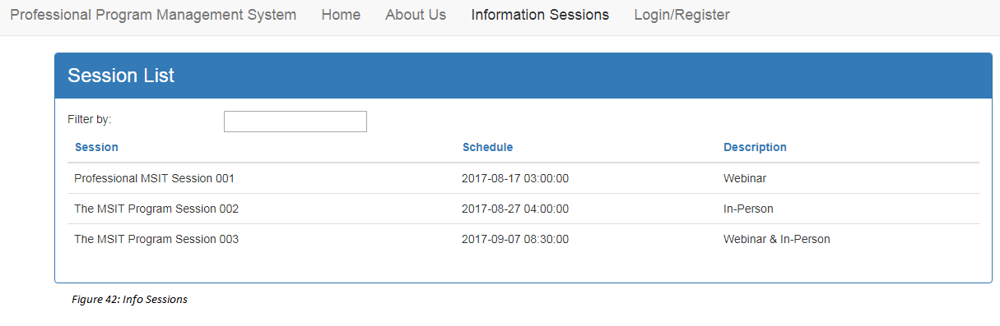 Professional Program Management System Home About Us Information Sessions Login/Register
Session List
Filter by:
Session Schedule Description
Professional MSIT Session 001 2017-08-17 03:00:00 Webinar
The MSIT Program Session 002 2017-08-27 04:00:00 In-Person
The MSIT Program Session 003 2017-09-07 08:30:00 Webinar & In-Person
Figure 42: Info Sessions